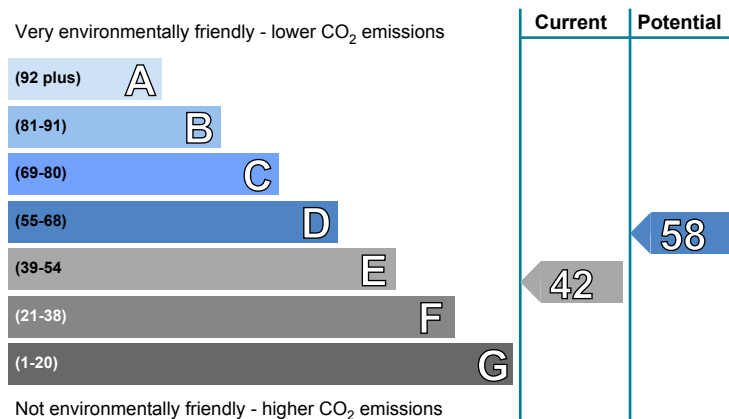 Current Potential
Very environmentally friendly - lower CO₂ emissions
(92 plus) A
(81-91) B
(69-80) C
(55-68) D
58
(39-54 E
42
(21-38) F
(1-20) G
Not environmentally friendly - higher CO₂ emissions